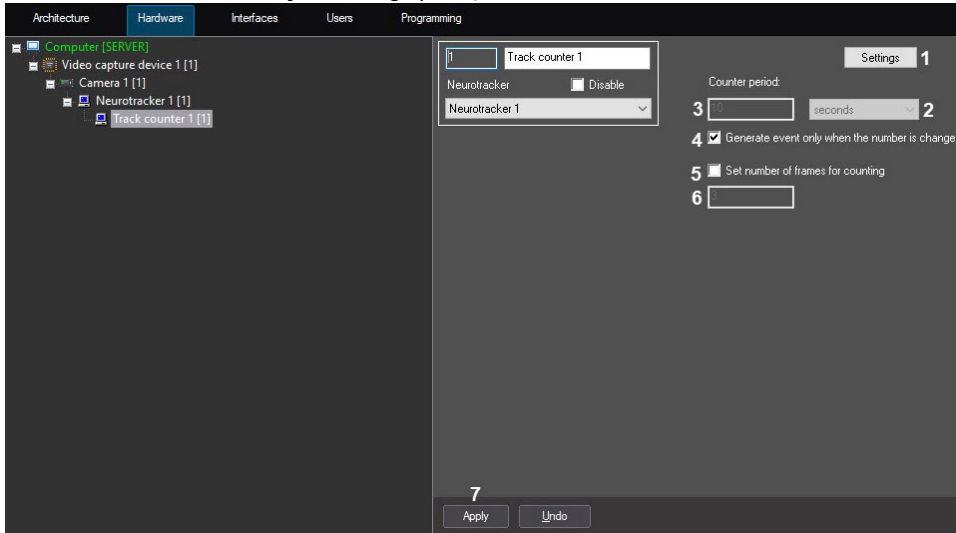 Architecture Hardware Interfaces Users Programming
Computer [SERVER]
Video capture device 1 [1]
Camera 1 [1]
Neurotracker 1 [1]
Track counter 1 [1]
1 Track counter 1
Neurotracker Disable
Neurotracker 1
Settings 1
Counter period:
3 10 seconds 2
4 Generate event only when the number is change
5 Set number of frames for counting
6 3
7
Apply Undo